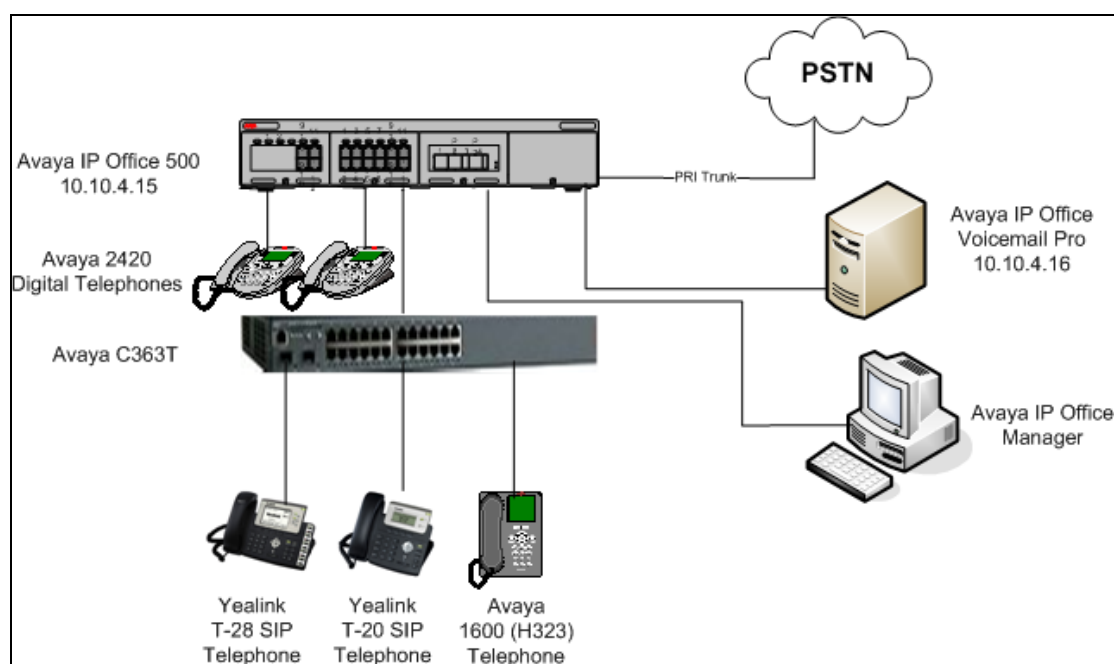 PSTN
Avaya IP Office 500
10.10.4.15
PRI Trunk
Avaya IP Office
Voicemail Pro
10.10.4.16
Avaya 2420
Digital Telephones
Avaya C363T
Avaya IP Office
Manager
Yealink
T-28 SIP
Telephone
Yealink
T-20 SIP
Telephone
Avaya
1600 (H323)
Telephone